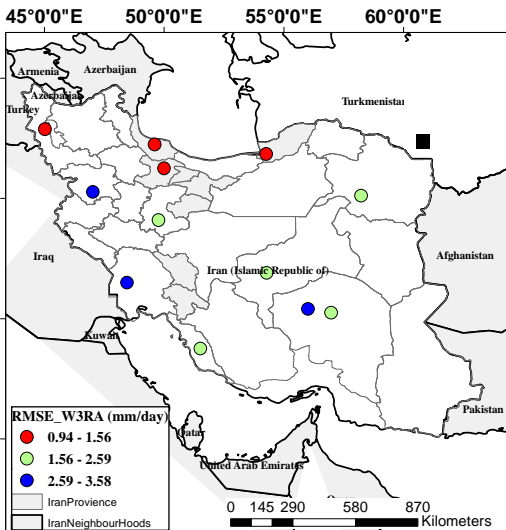 45°0'0"E 50°0'0"E 55°0'0"E 60°0'0"E
Armenia
Azerbaijan
Azerbaijan
Turkey
Turkmenistan
Iraq
Iran (Islamic Republic of)
Afghanistan
Kuwait
Pakistan
Qatar
United Arab Emirates
RMSE_W3RA (mm/day)
0.94 - 1.56
1.56 - 2.59
2.59 - 3.58
IranProvience
IranNeighbourHoods
0 145 290 580 870
Kilometers